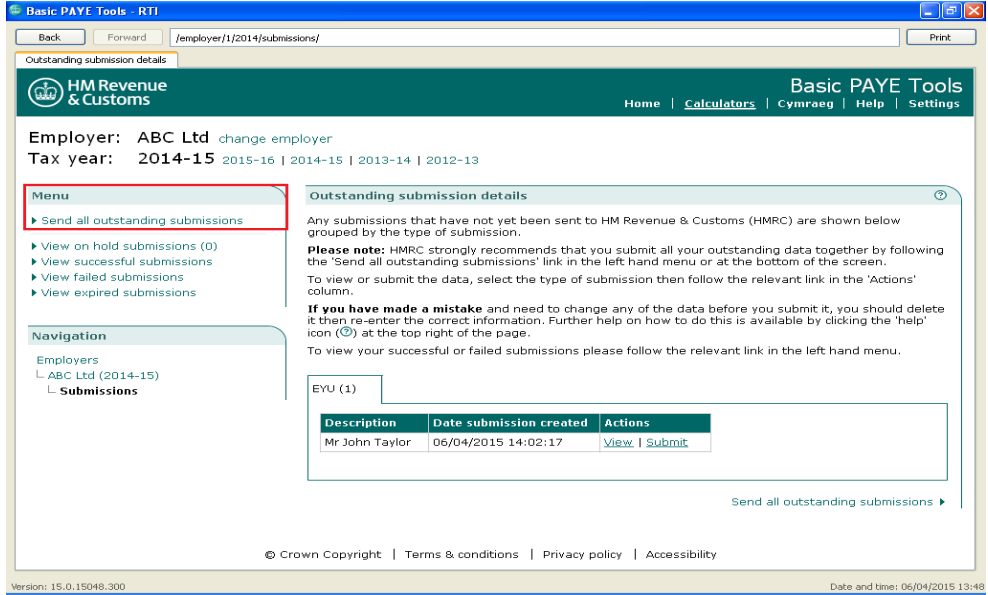 Basic PAYE Tools - RTI
Back Forward /employer/1/2014/submissions/ Print
Outstanding submission details
HM Revenue
& Customs
Basic PAYE Tools
Home | Calculators | Cymraeg | Help | Settings
Employer: ABC Ltd change employer
Tax year: 2014-15 2015-16 | 2014-15 | 2013-14 | 2012-13
Menu
Send all outstanding submissions
View on hold submissions (0)
View successful submissions
View failed submissions
View expired submissions
Navigation
Employers
ABC Ltd (2014-15)
Submissions
Outstanding submission details ?
Any submissions that have not yet been sent to HM Revenue & Customs (HMRC) are shown below
grouped by the type of submission.
Please note: HMRC strongly recommends that you submit all your outstanding data together by following
the 'Send all outstanding submissions' link in the left hand menu or at the bottom of the screen.
To view or submit the data, select the type of submission then follow the relevant link in the 'Actions'
column.
If you have made a mistake and need to change any of the data before you submit it, you should delete
it then re-enter the correct information. Further help on how to do this is available by clicking the 'help'
icon (?) at the top right of the page.
To view your successful or failed submissions please follow the relevant link in the left hand menu.
EYU (1)
Description Date submission created Actions
Mr John Taylor 06/04/2015 14:02:17 View | Submit
Send all outstanding submissions
© Crown Copyright | Terms & conditions | Privacy policy | Accessibility
Version: 15.0.15048.300
Date and time: 06/04/2015 13:48